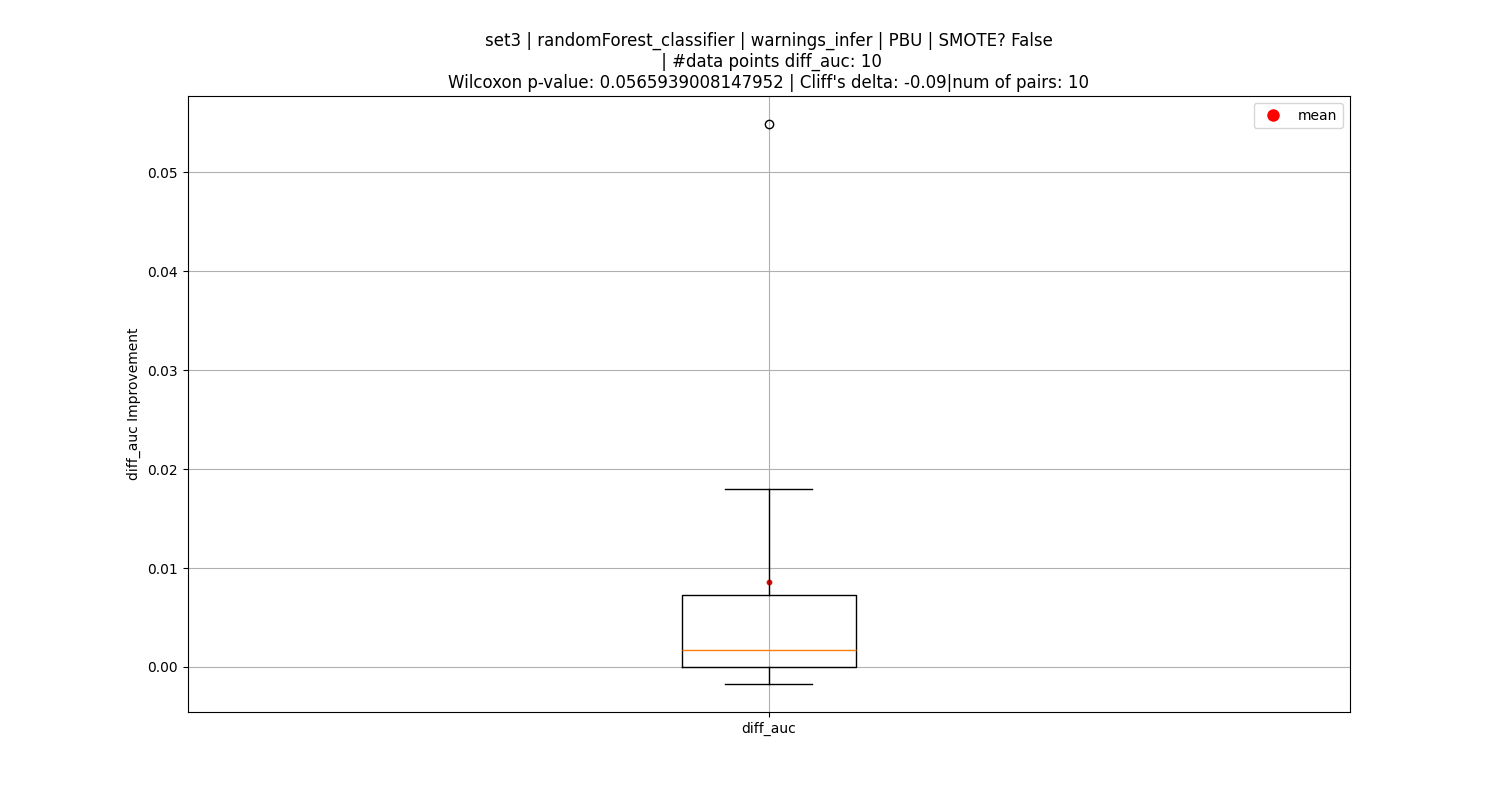 set3 | randomForest_classifier | warnings_infer | PBU | SMOTE? False
| #data points diff_auc: 10
Wilcoxon p-value: 0.0565939008147952 | Cliff's delta: -0.09|num of pairs: 10
mean
0.05
0.04
0.03
0.02
0.01
0.00
diff_auc Improvement
diff_auc